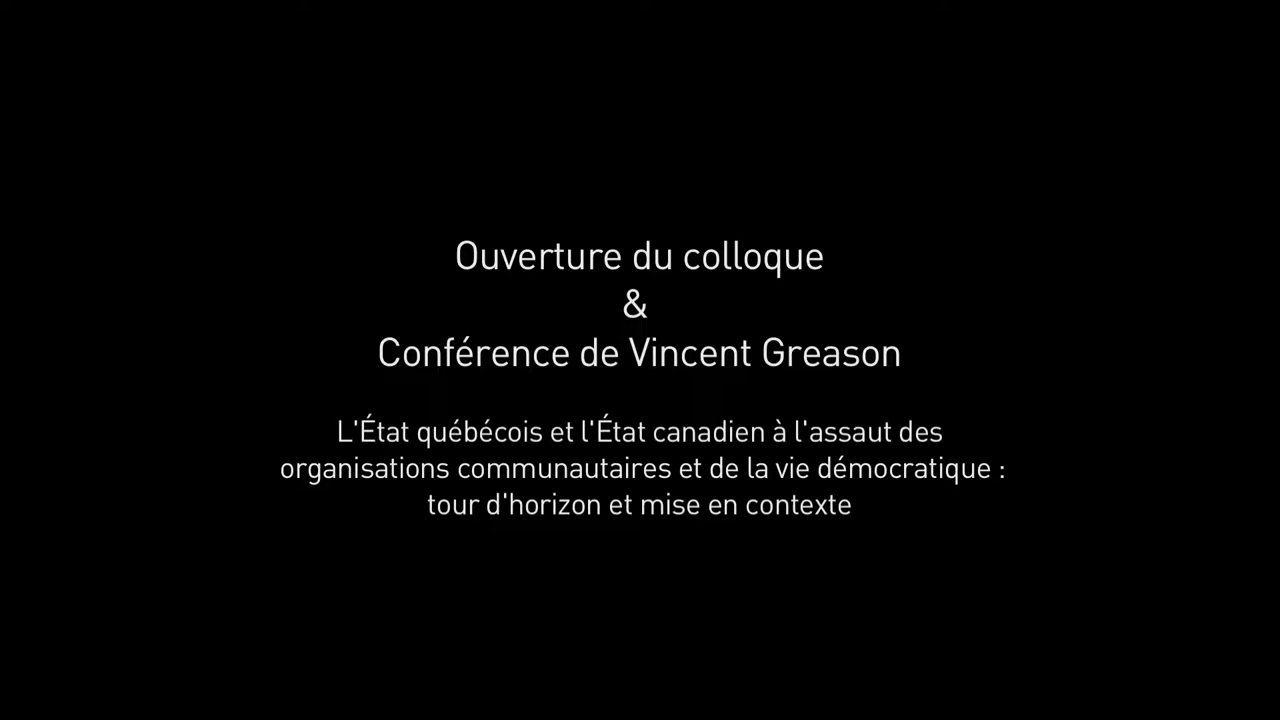 Ouverture du colloque
&
Conférence de Vincent Greason
L'État québécois et l'État canadien à l'assaut des
organisations communautaires et de la vie démocratique :
tour d'horizon et mise en contexte